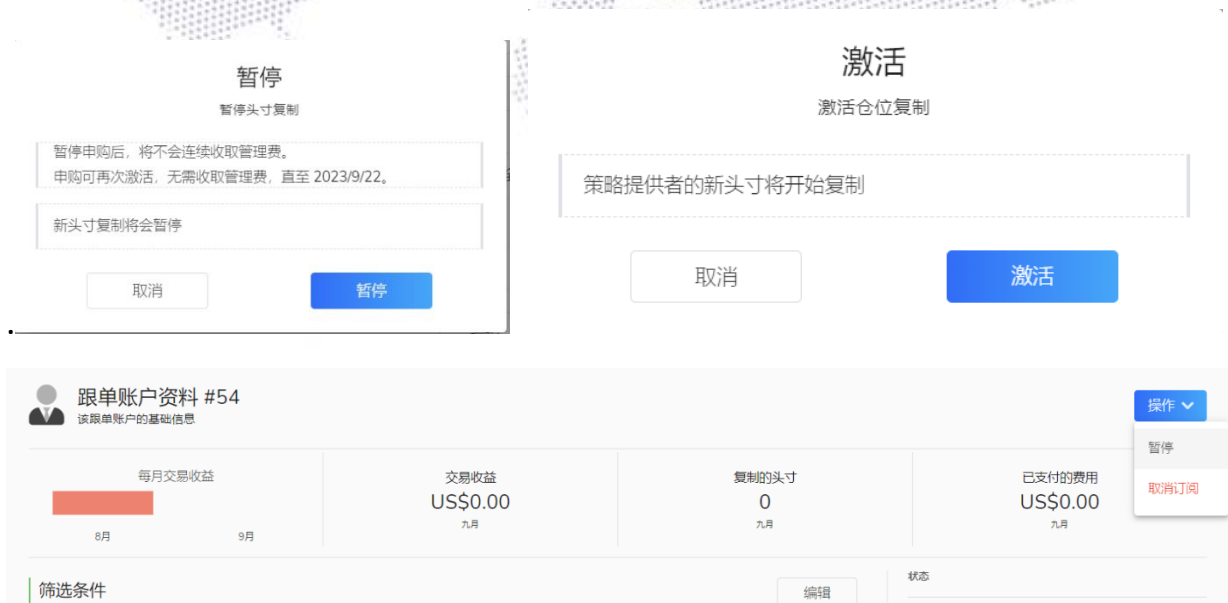 暂停
暂停头寸复制
暂停申购后，将不会连续收取管理费。
申购可再次激活，无需收取管理费，直至 2023/9/22。
新头寸复制将会暂停
取消
暂停
激活
激活仓位复制
策略提供者的新头寸将开始复制
取消
激活
跟单账户资料 #54
该跟单账户的基础信息
操作
暂停
取消订阅
每月交易收益
8月
9月
交易收益
US$0.00
九月
复制的头寸
0
九月
已支付的费用
US$0.00
九月
筛选条件
编辑
状态